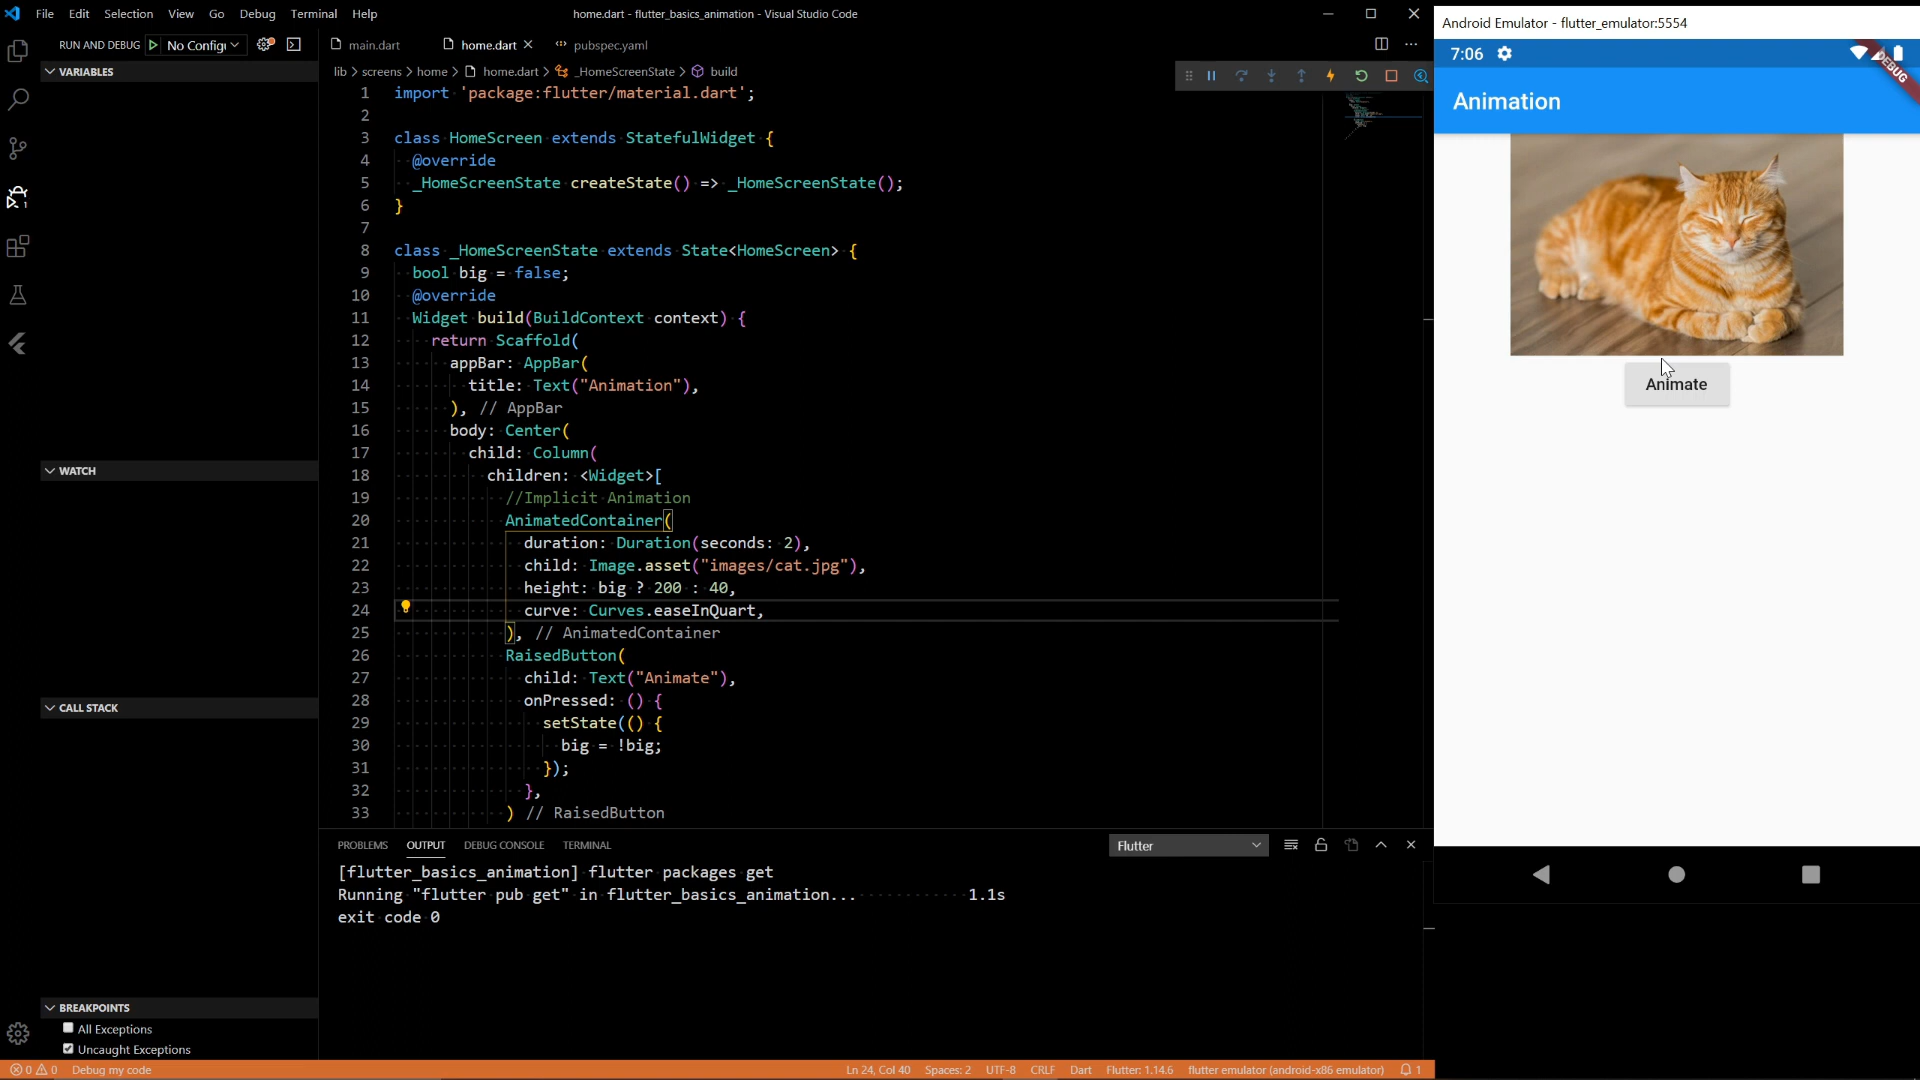 File Edit Selection View Go Debug Terminal Help
home.dart - flutter_basics_animation - Visual Studio Code
RUN AND DEBUG No Config
main.dart home.dart pubspec.yaml
lib > screens > home > home.dart > _HomeScreenState > build
VARIABLES
WATCH
CALL STACK
BREAKPOINTS
All Exceptions
Uncaught Exceptions
1 import 'package:flutter/material.dart';
2
3 class HomeScreen extends StatefulWidget {
4 @override
5 _HomeScreenState createState() => _HomeScreenState();
6 }
7
8 class _HomeScreenState extends State<HomeScreen> {
9 bool big = false;
10 @override
11 Widget build(BuildContext context) {
12 return Scaffold(
13 appBar: AppBar(
14 title: Text("Animation"),
15 ), // AppBar
16 body: Center(
17 child: Column(
18 children: <Widget>[
19 //Implicit Animation
20 AnimatedContainer(
21 duration: Duration(seconds: 2),
22 child: Image.asset("images/cat.jpg"),
23 height: big ? 200 : 40,
24 curve: Curves.easeInQuart,
25 ), // AnimatedContainer
26 RaisedButton(
27 child: Text("Animate"),
28 onPressed: () {
29 setState(() {
30 big = !big;
31 });
32 },
33 ) // RaisedButton
PROBLEMS OUTPUT DEBUG CONSOLE TERMINAL
Flutter
[flutter_basics_animation] flutter packages get
Running "flutter pub get" in flutter_basics_animation... 1.1s
exit code 0
0 0 Debug my code
Ln 24, Col 40 Spaces: 2 UTF-8 CRLF Dart Flutter: 1.14.6 flutter emulator (android-x86 emulator) 1
Android Emulator - flutter_emulator:5554
7:06
DEBUG
Animation
Animate